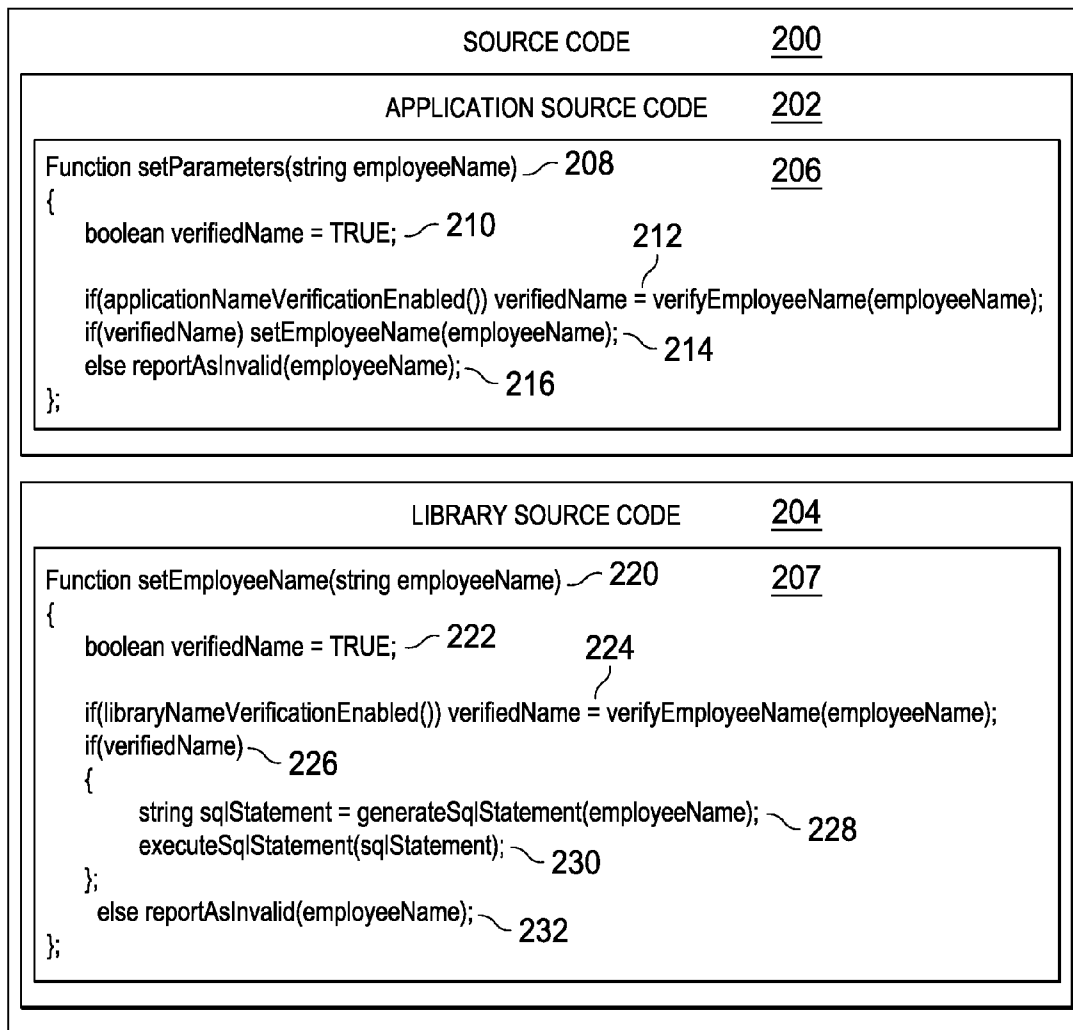 SOURCE CODE 200
APPLICATION SOURCE CODE 202
Function setParameters(string employeeName) 208 206
{
boolean verifiedName = TRUE; 210
212
if(applicationNameVerificationEnabled()) verifiedName = verifyEmployeeName(employeeName);
if(verifiedName) setEmployeeName(employeeName); 214
else reportAsInvalid(employeeName); 216
};
LIBRARY SOURCE CODE 204
Function setEmployeeName(string employeeName) 220 207
{
boolean verifiedName = TRUE; 222
224
if(libraryNameVerificationEnabled()) verifiedName = verifyEmployeeName(employeeName);
if(verifiedName) 226
{
string sqlStatement = generateSqlStatement(employeeName); 228
executeSqlStatement(sqlStatement); 230
};
else reportAsInvalid(employeeName); 232
};